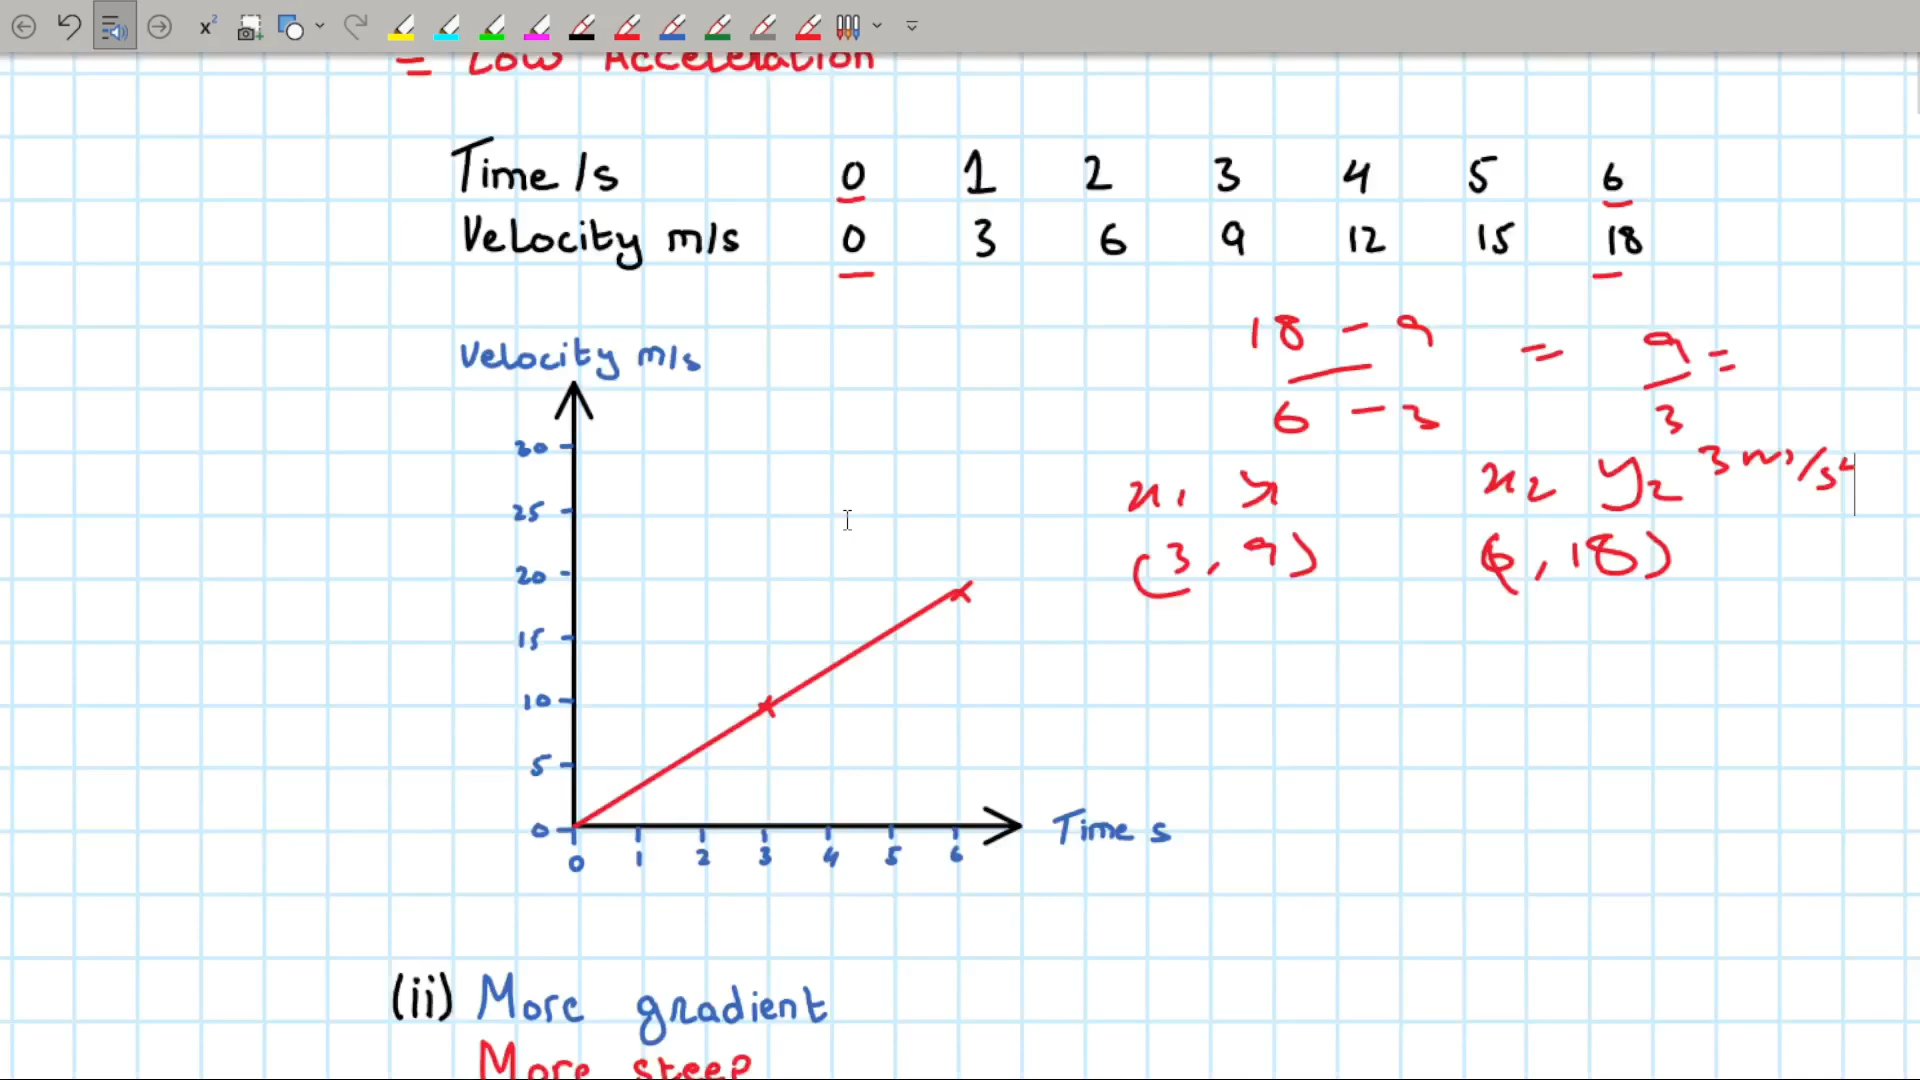 x²
= Low Acceleration
Time /s 0 1 2 3 4 5 6
Velocity m/s 0 3 6 9 12 15 18
18 - 9 = 9 =
6 - 3 3
3 m/s²
Velocity m/s
x₁ y₁ x₂ y₂
(3, 9) (6, 18)
30
25
20
15
10
5
0
0 1 2 3 4 5 6
Time s
(ii) More gradient
More steep